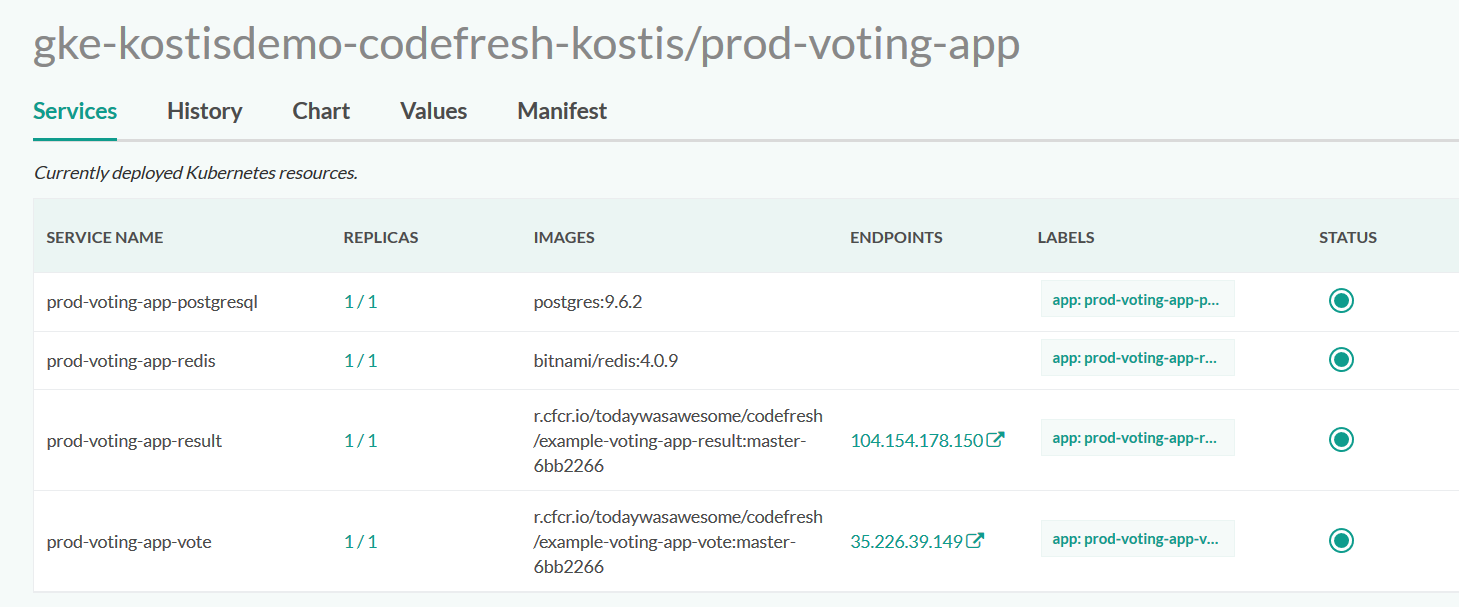 gke-kostisdemo-codefresh-kostis/prod-voting-app
Services History Chart Values Manifest
Currently deployed Kubernetes resources.
SERVICE NAME REPLICAS IMAGES ENDPOINTS LABELS STATUS
prod-voting-app-postgresql 1 / 1 postgres:9.6.2 app: prod-voting-app-p...
prod-voting-app-redis 1 / 1 bitnami/redis:4.0.9 app: prod-voting-app-r...
r.cfcr.io/todaywasawesome/codefresh
prod-voting-app-result 1 / 1 /example-voting-app-result:master- 104.154.178.150 app: prod-voting-app-r...
6bb2266
r.cfcr.io/todaywasawesome/codefresh
prod-voting-app-vote 1 / 1 /example-voting-app-vote:master- 35.226.39.149 app: prod-voting-app-v...
6bb2266